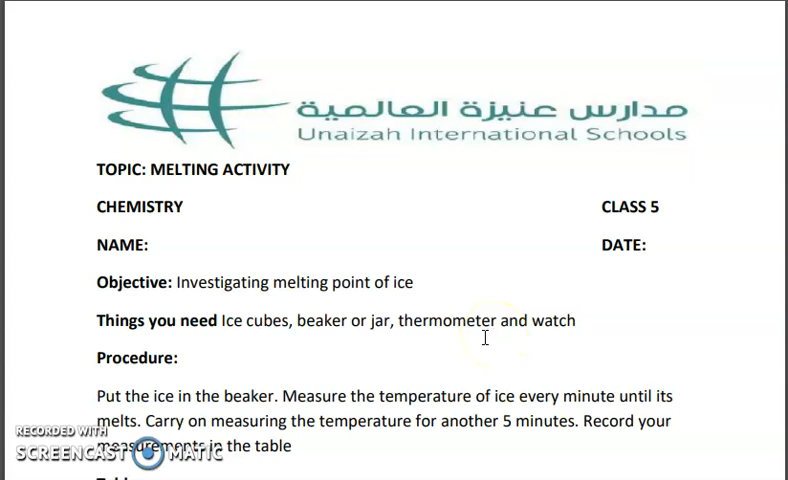 مدارس عنيزة العالمية
Unaizah International Schools
TOPIC: MELTING ACTIVITY
CHEMISTRY CLASS 5
NAME: DATE:
Objective: Investigating melting point of ice
Things you need Ice cubes, beaker or jar, thermometer and watch
Procedure:
Put the ice in the beaker. Measure the temperature of ice every minute until its
melts. Carry on measuring the temperature for another 5 minutes. Record your
measurements in the table
RECORDED WITH
SCREENCAST MATIC